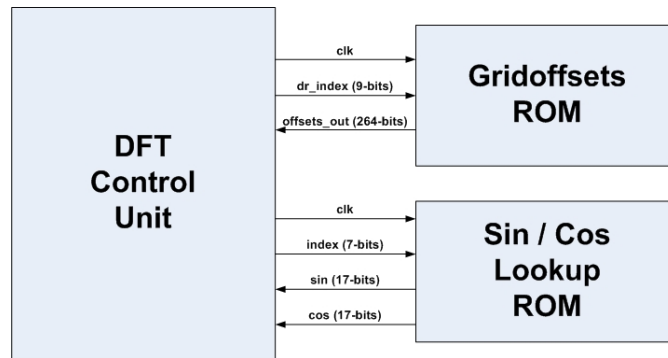 DFT
Control
Unit
clk
dr_index (9-bits)
offsets_out (264-bits)
Gridoffsets
ROM
clk
index (7-bits)
sin (17-bits)
cos (17-bits)
Sin / Cos
Lookup
ROM